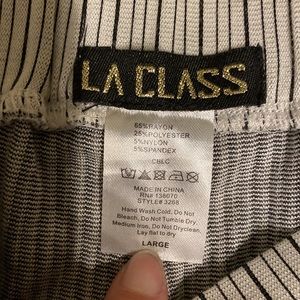 LA CLASS
65%RAYON
25%POLYESTER
5%NYLON
5%SPANDEX
CBLC
MADE IN CHINA
RN# 138070
STYLE# 3268
Hand Wash Cold, Do Not
Bleach, Do Not Tumble Dry.
Medium Iron, Do Not Dryclean
Lay flat to dry
LARGE